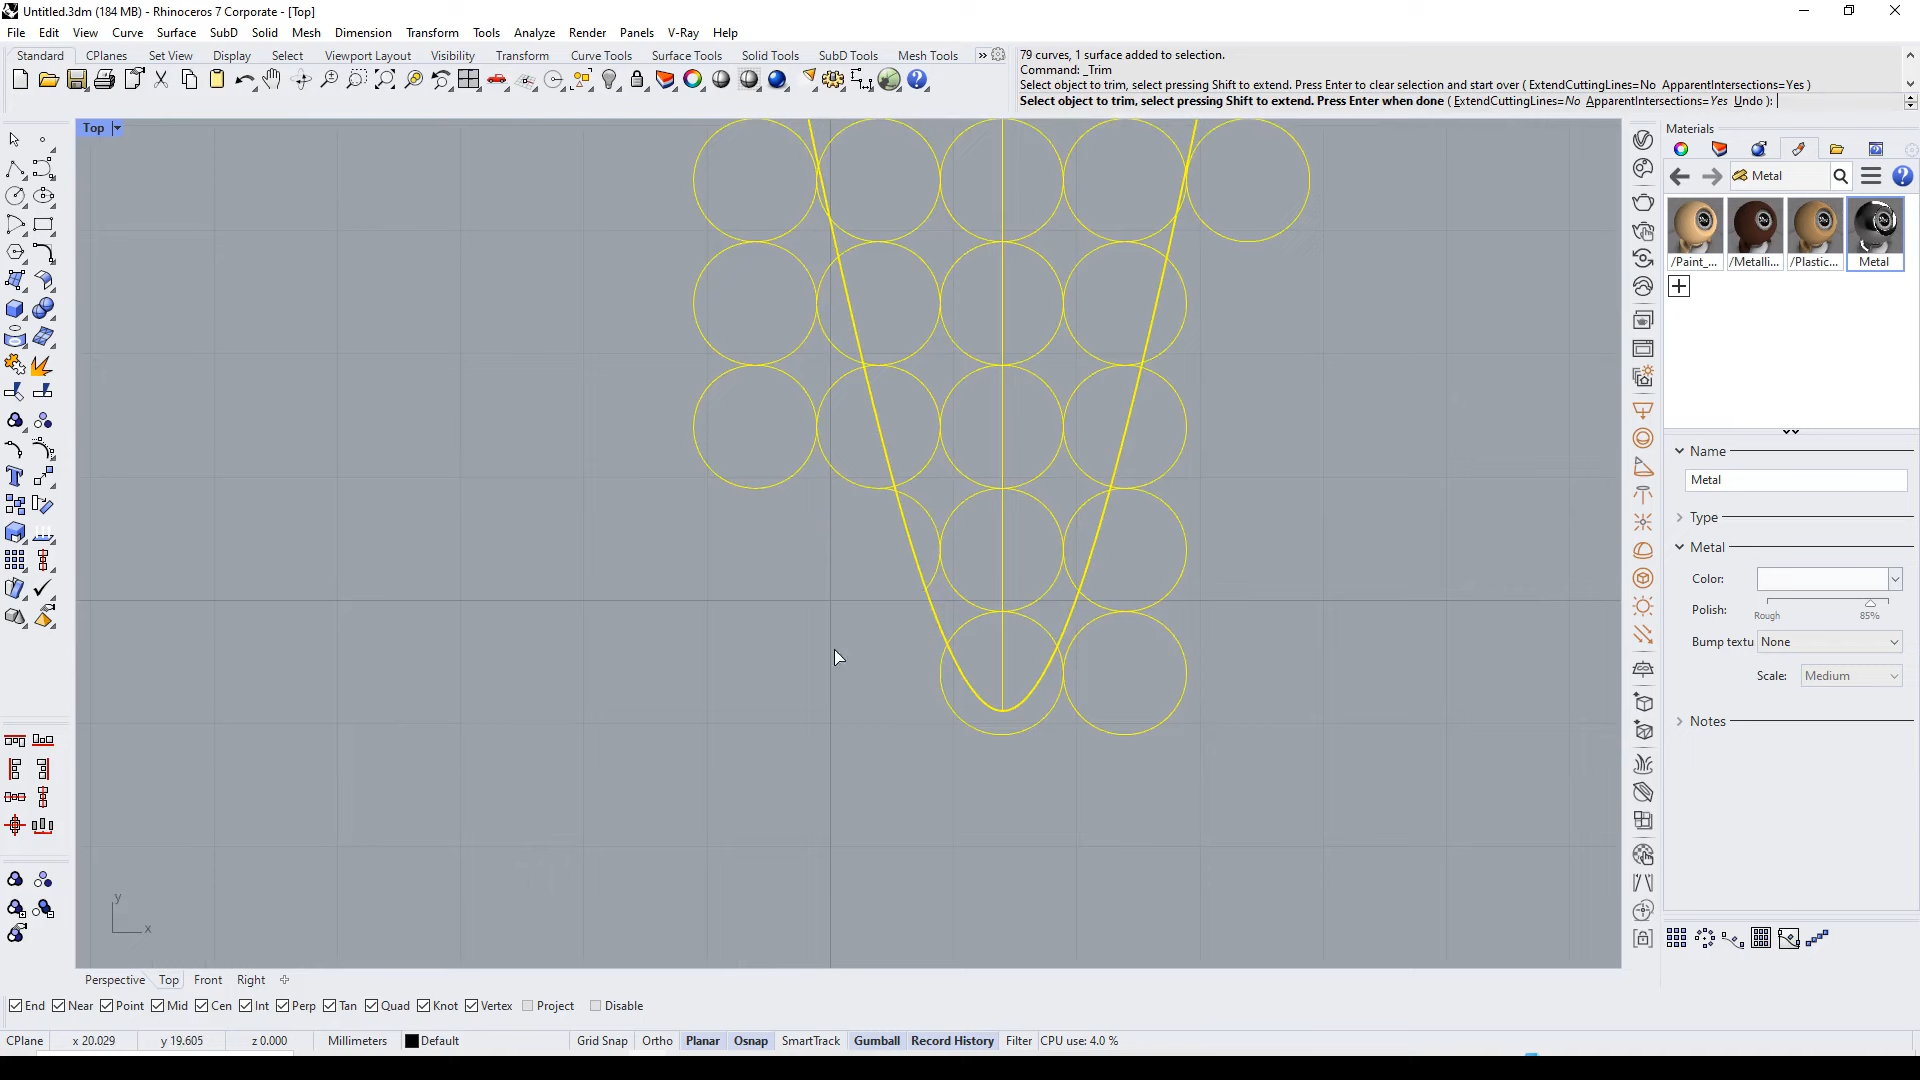 Untitled.3dm (184 MB) - Rhinoceros 7 Corporate - [Top]
File Edit View Curve Surface SubD Solid Mesh Dimension Transform Tools Analyze Render Panels V-Ray Help
Standard CPlanes Set View Display Select Viewport Layout Visibility Transform Curve Tools Surface Tools Solid Tools SubD Tools Mesh Tools »
79 curves, 1 surface added to selection.
Command: _Trim
Select object to trim, select pressing Shift to extend. Press Enter to clear selection and start over ( ExtendCuttingLines=No ApparentIntersections=Yes )
Select object to trim, select pressing Shift to extend. Press Enter when done ( ExtendCuttingLines=No ApparentIntersections=Yes Undo ):
Top
Materials
Metal
/Paint_... /Metalli... /Plastic... Metal
Name
Metal
Type
Metal
Color:
Polish:
Rough 85%
Bump textu None
Scale: Medium
Notes
y
x
Perspective Top Front Right
End Near Point Mid Cen Int Perp Tan Quad Knot Vertex Project Disable
CPlane x 20.029 y 19.605 z 0.000 Millimeters Default Grid Snap Ortho Planar Osnap SmartTrack Gumball Record History Filter CPU use: 4.0 %